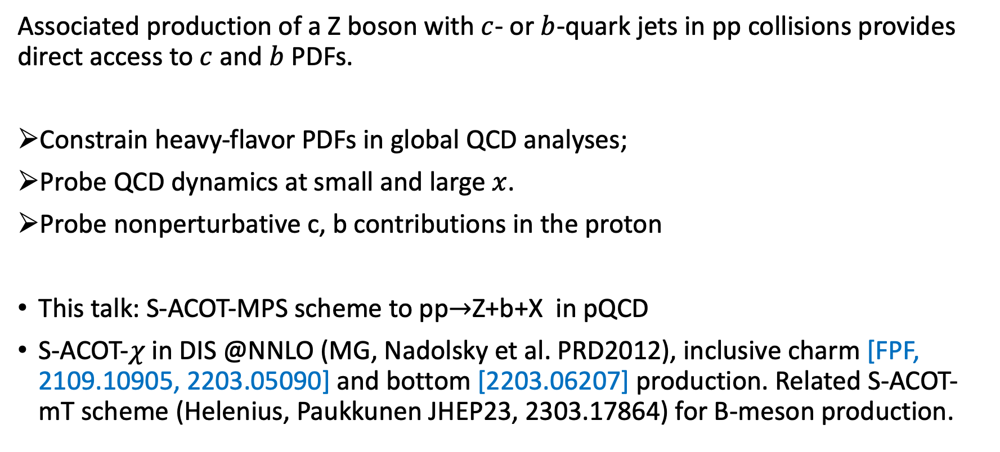 Associated production of a Z boson with c- or b-quark jets in pp collisions provides
direct access to c and b PDFs.
➢Constrain heavy-flavor PDFs in global QCD analyses;
➢Probe QCD dynamics at small and large x.
➢Probe nonperturbative c, b contributions in the proton
• This talk: S-ACOT-MPS scheme to pp→Z+b+X in pQCD
• S-ACOT-χ in DIS @NNLO (MG, Nadolsky et al. PRD2012), inclusive charm [FPF,
2109.10905, 2203.05090] and bottom [2203.06207] production. Related S-ACOT-
mT scheme (Helenius, Paukkunen JHEP23, 2303.17864) for B-meson production.